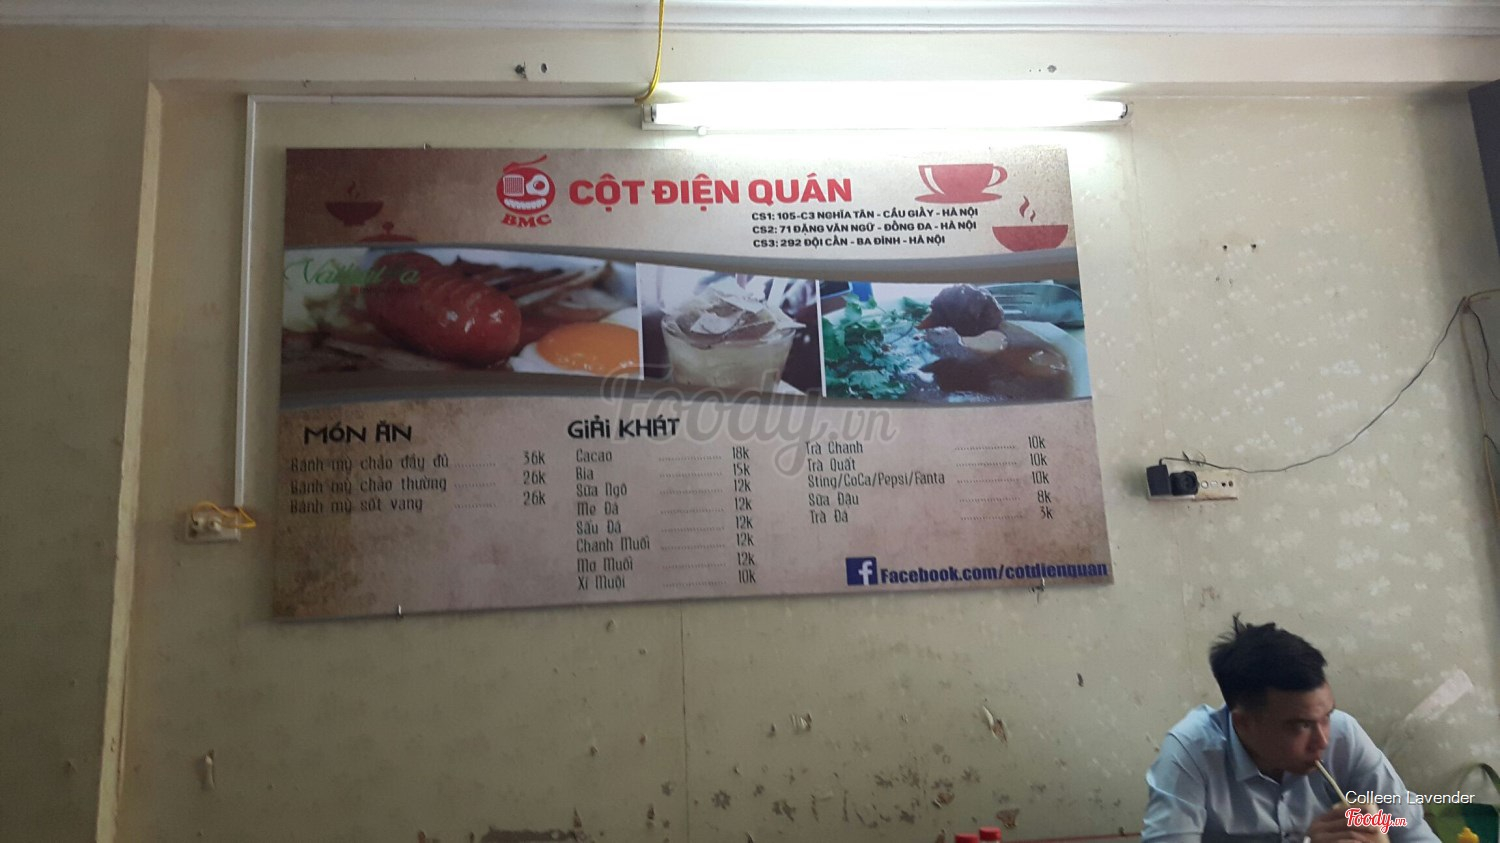 BMC
CỘT ĐIỆN QUÁN
CS1: 105-C3 NGHĨA TÂN - CẦU GIẤY - HÀ NỘI
CS2: 71 ĐẶNG VĂN NGỮ - ĐỐNG ĐA - HÀ NỘI
CS3: 292 ĐỘI CẤN - BA ĐÌNH - HÀ NỘI
Foody.vn
MÓN ĂN
Bánh mỳ chảo đầy đủ 36k
Bánh mỳ chảo thường 26k
Bánh mỳ sốt vang 26k
GIẢI KHÁT
Cacao 18k
Bia 15k
Sữa Ngô 12k
Me Đá 12k
Sấu Đá 12k
Chanh Muối 12k
Mơ Muối 12k
Xí Muội 10k
Trà Chanh 10k
Trà Quất 10k
Sting/CoCa/Pepsi/Fanta 10k
Sữa Đậu 8k
Trà Đá 3k
f Facebook.com/cotdienquan
Colleen Lavender
Foody.vn